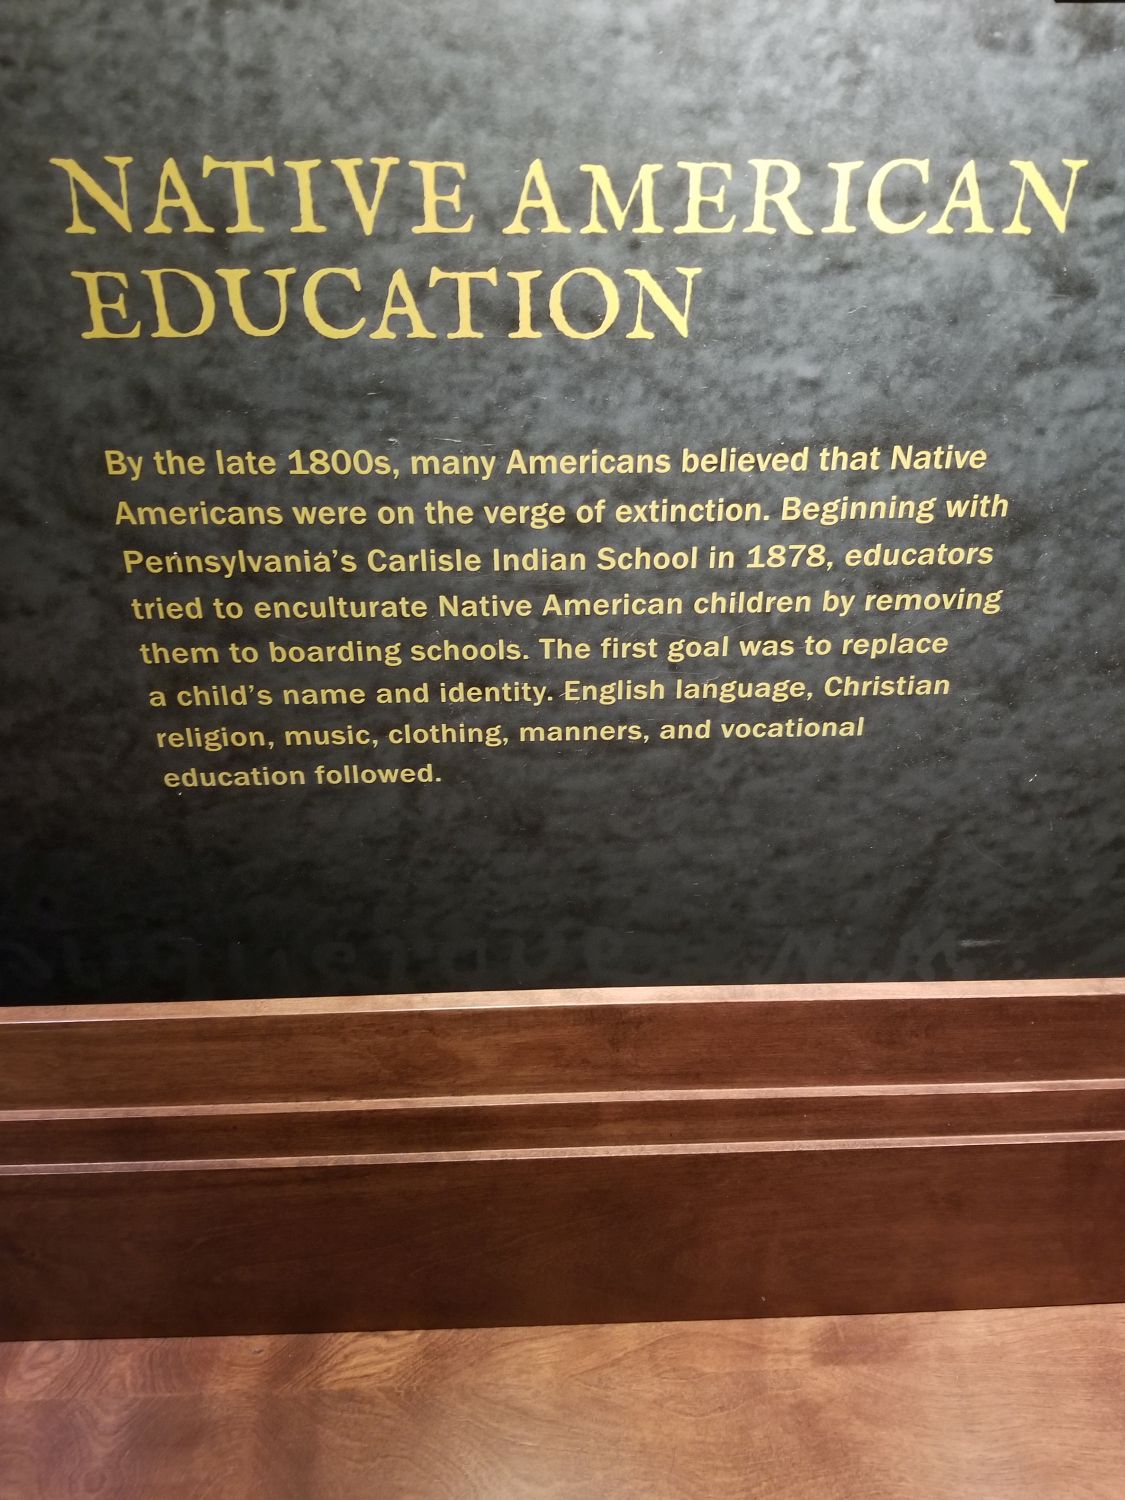 NATIVE AMERICAN
EDUCATION
By the late 1800s, many Americans believed that Native
Americans were on the verge of extinction. Beginning with
Pennsylvania's Carlisle Indian School in 1878, educators
tried to enculturate Native American children by removing
them to boarding schools. The first goal was to replace
a child's name and identity. English language, Christian
religion, music, clothing, manners, and vocational
education followed.